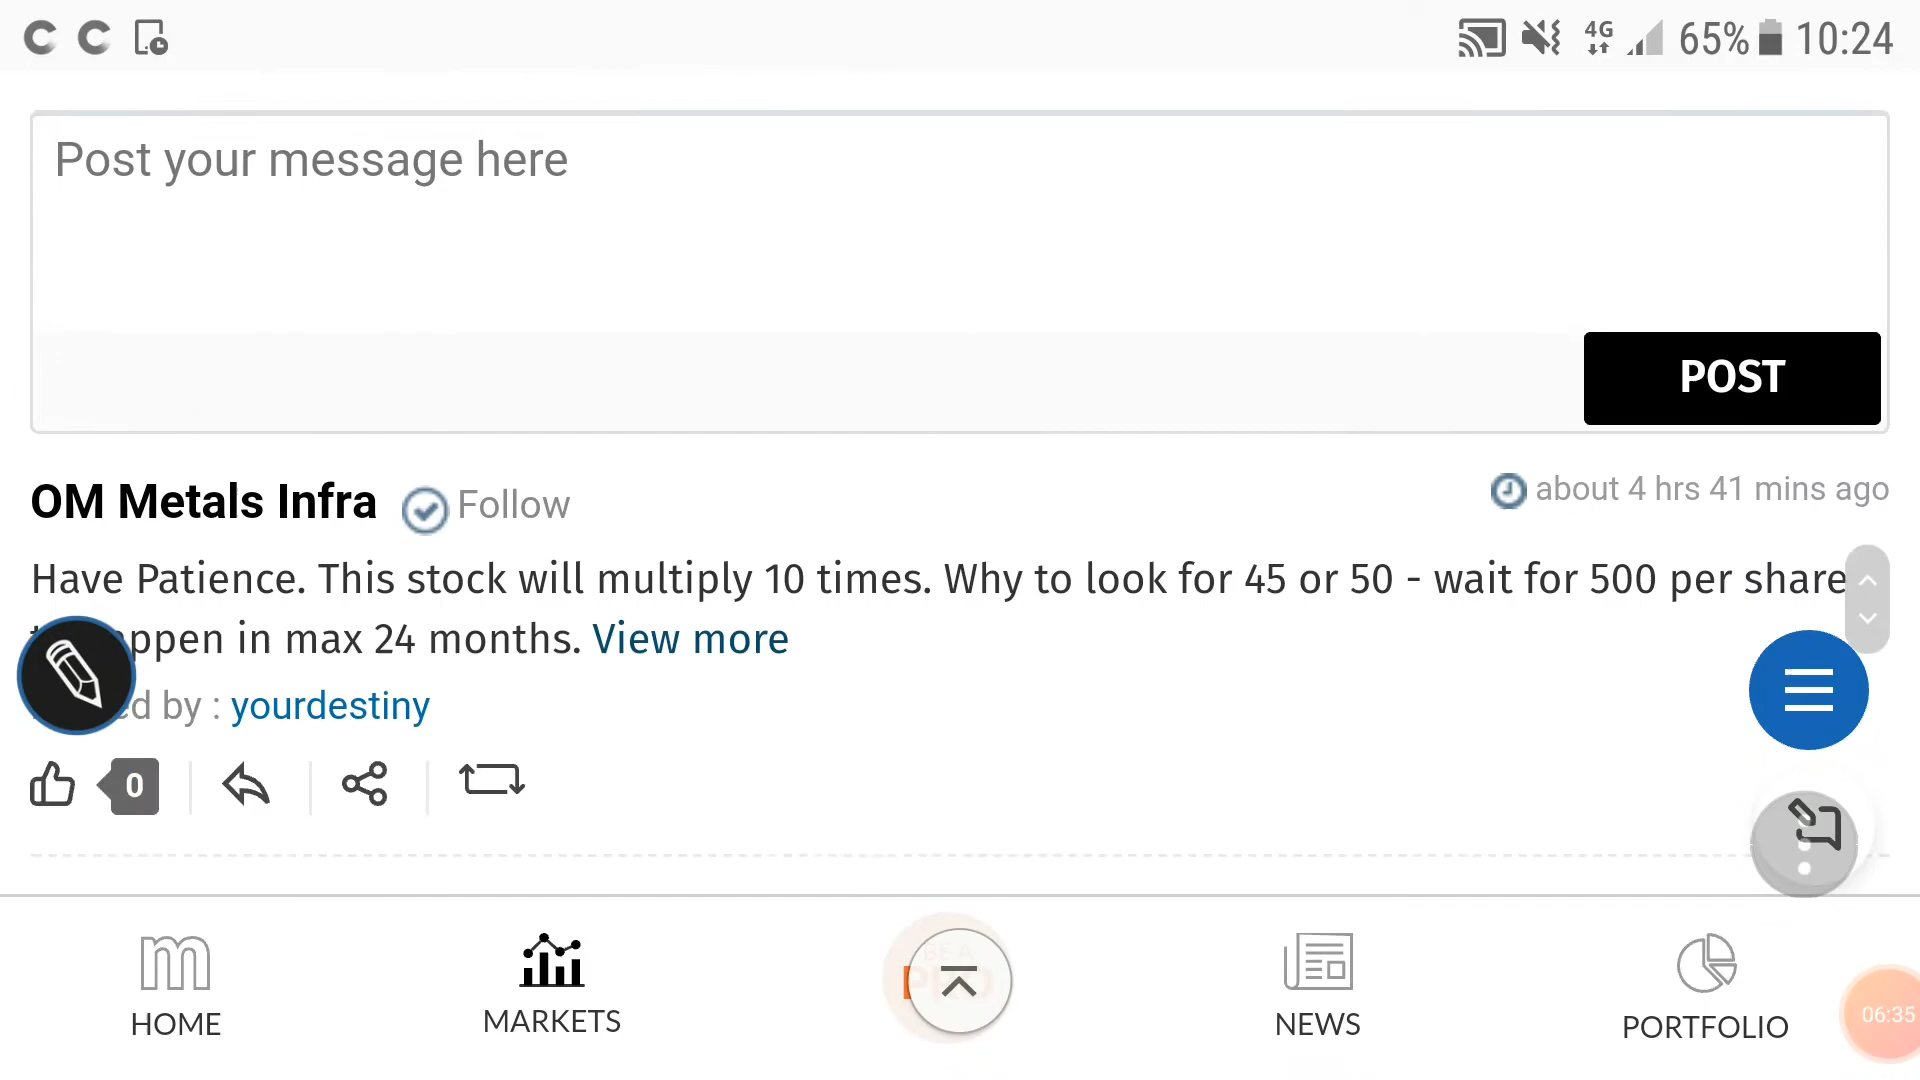 4G 65% 10:24
Post your message here
POST
OM Metals Infra Follow about 4 hrs 41 mins ago
Have Patience. This stock will multiply 10 times. Why to look for 45 or 50 - wait for 500 per share
in max 24 months. View more
by : yourdestiny
0
HOME MARKETS NEWS PORTFOLIO
06:35